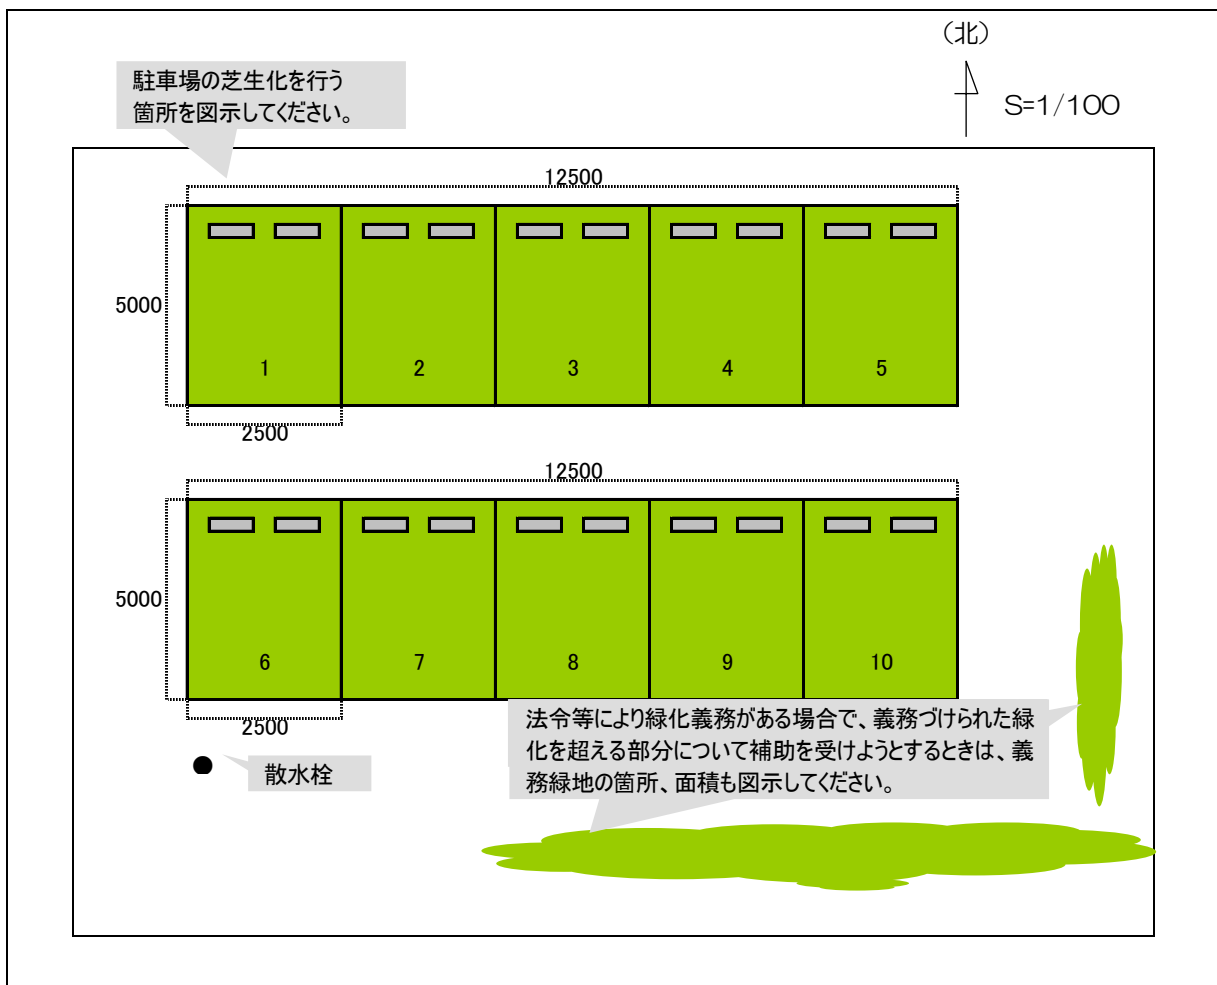 （北）
S=1/100
駐車場の芝生化を行う
箇所を図示してください。
12500
5000
1
2
3
4
5
2500
12500
5000
6
7
8
9
10
2500
法令等により緑化義務がある場合で、義務づけられた緑
化を超える部分について補助を受けようとするときは、義
務緑地の箇所、面積も図示してください。
散水栓